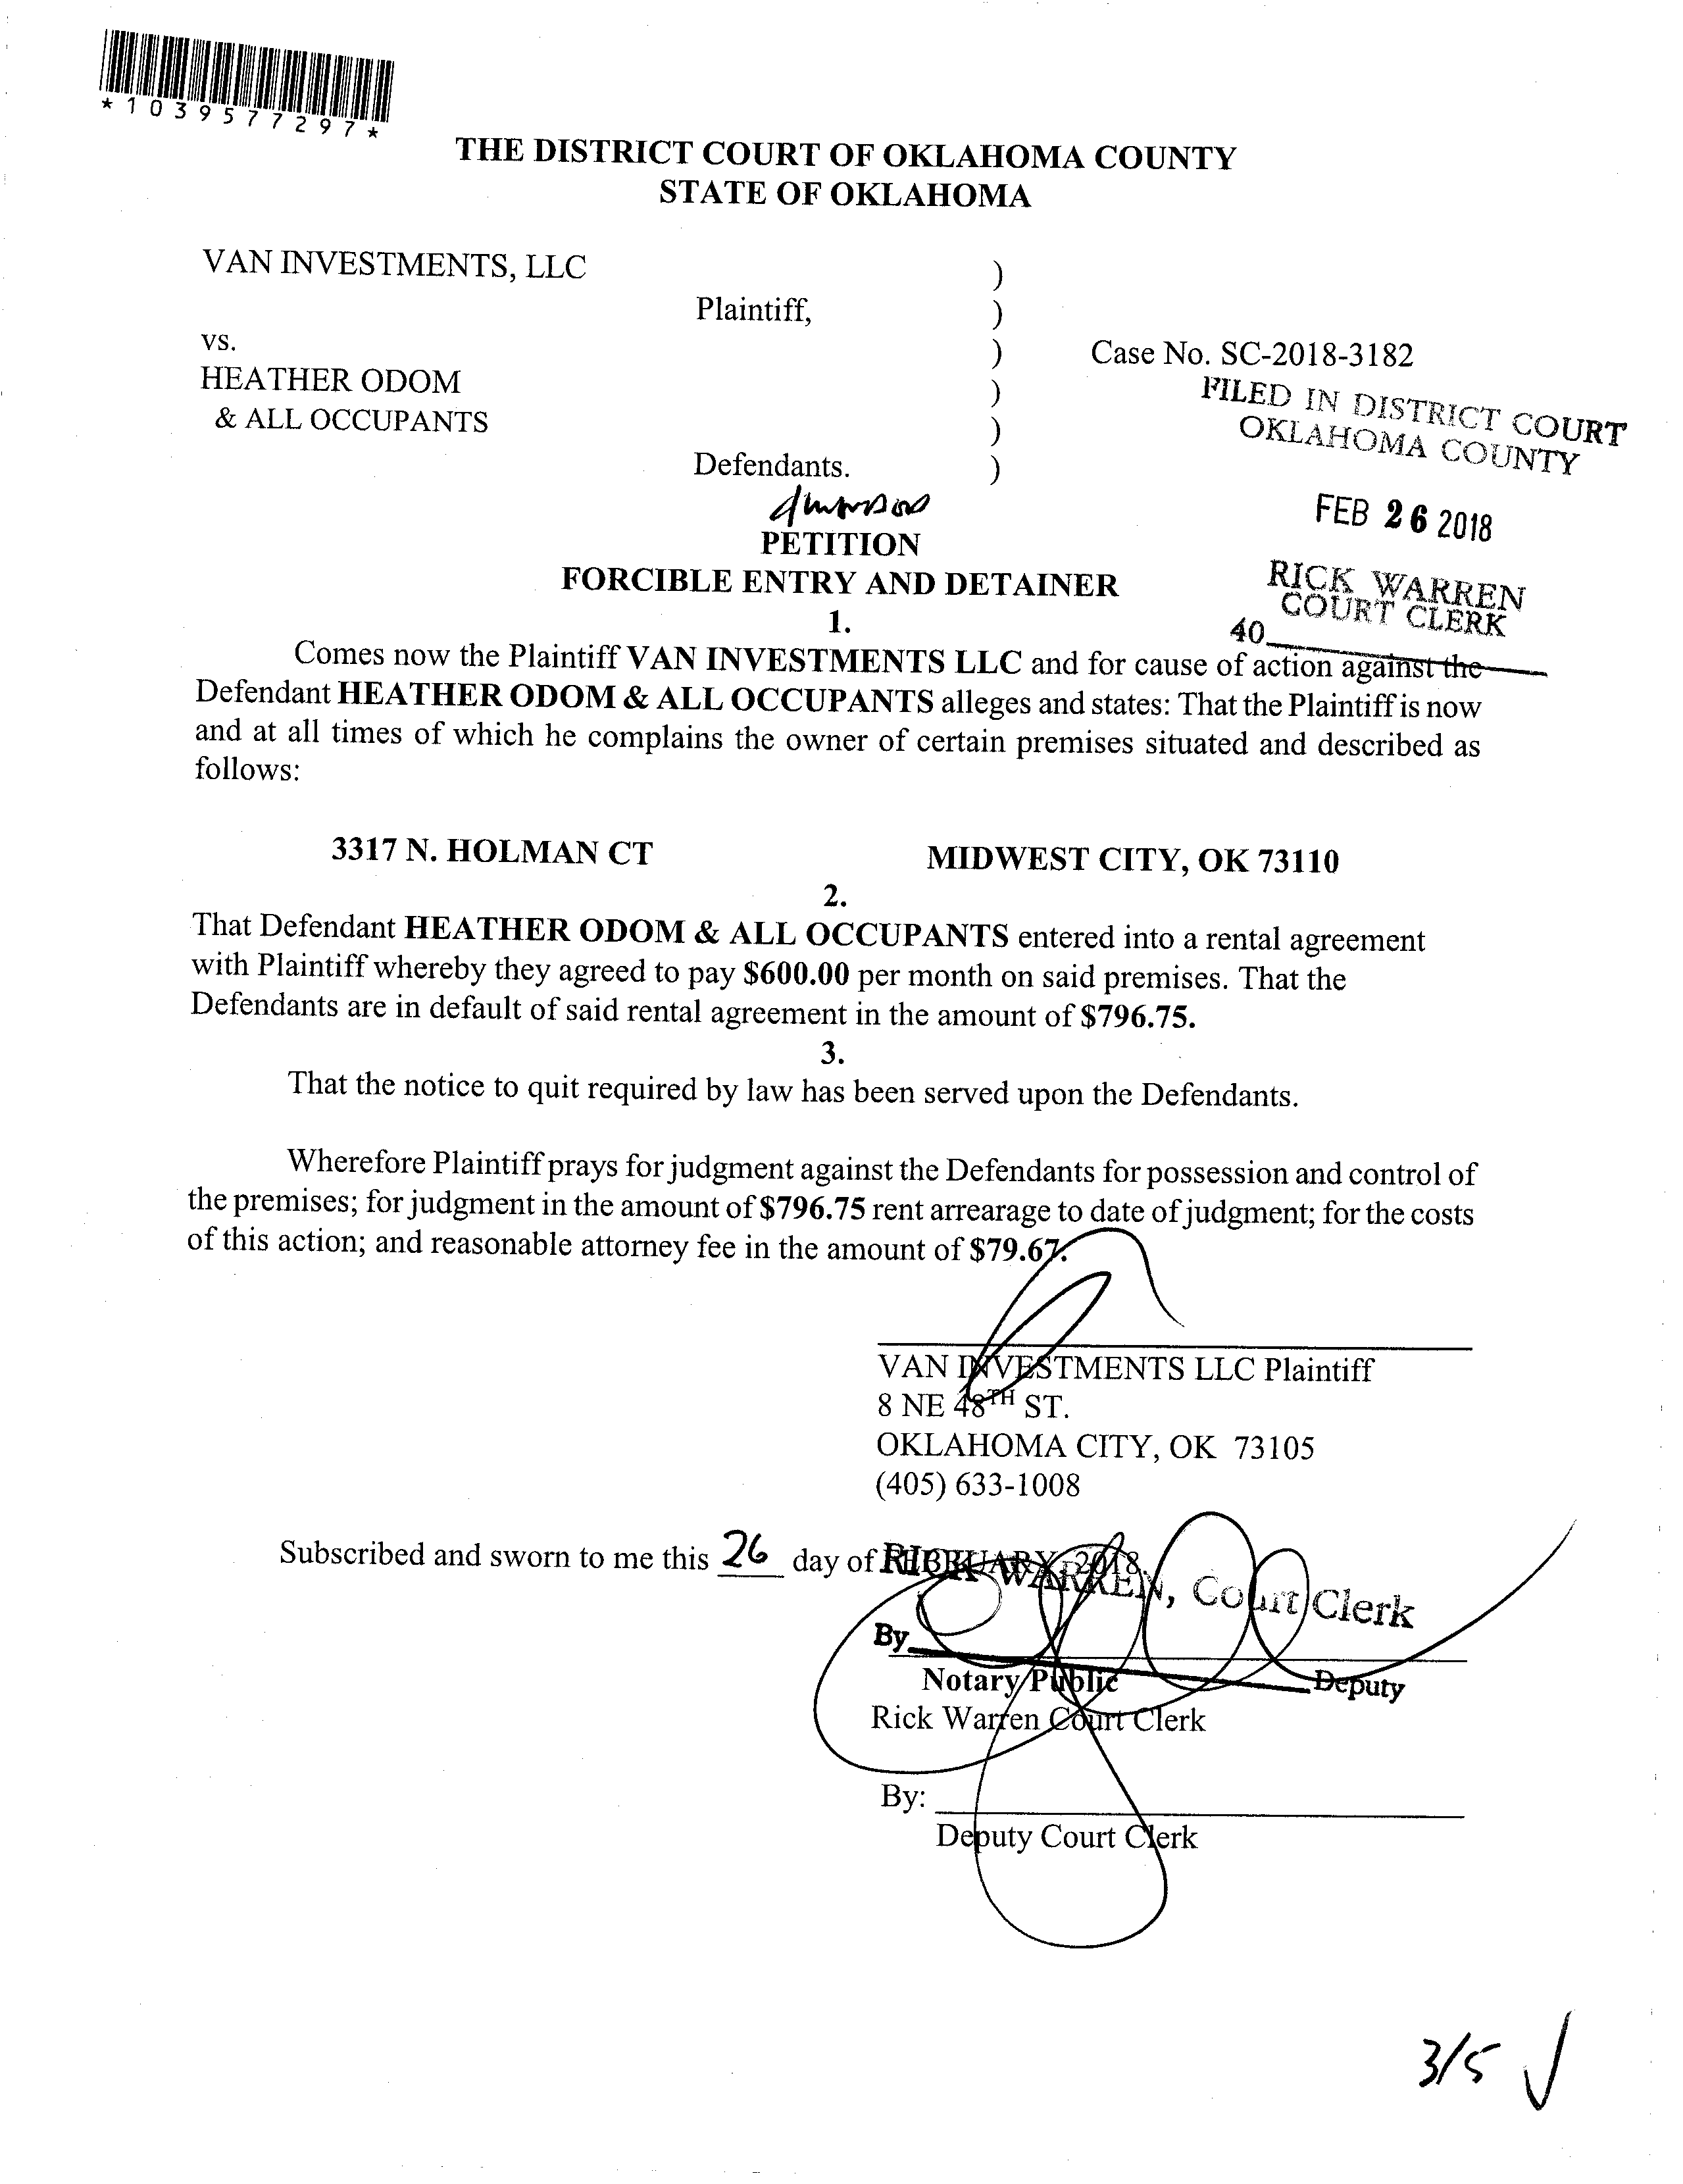 *1039577297*
THE DISTRICT COURT OF OKLAHOMA COUNTY
STATE OF OKLAHOMA
VAN INVESTMENTS, LLC )
Plaintiff, )
vs. )
HEATHER ODOM )
& ALL OCCUPANTS )
Defendants. )
Case No. SC-2018-3182
FILED IN DISTRICT COURT
OKLAHOMA COUNTY
FEB 26 2018
RICK WARREN
COURT CLERK
40
PETITION
FORCIBLE ENTRY AND DETAINER
1.
Comes now the Plaintiff VAN INVESTMENTS LLC and for cause of action against the
Defendant HEATHER ODOM & ALL OCCUPANTS alleges and states: That the Plaintiff is now
and at all times of which he complains the owner of certain premises situated and described as
follows:
3317 N. HOLMAN CT MIDWEST CITY, OK 73110
2.
That Defendant HEATHER ODOM & ALL OCCUPANTS entered into a rental agreement
with Plaintiff whereby they agreed to pay $600.00 per month on said premises. That the
Defendants are in default of said rental agreement in the amount of $796.75.
3.
That the notice to quit required by law has been served upon the Defendants.
Wherefore Plaintiff prays for judgment against the Defendants for possession and control of
the premises; for judgment in the amount of $796.75 rent arrearage to date of judgment; for the costs
of this action; and reasonable attorney fee in the amount of $79.67.
VAN INVESTMENTS LLC Plaintiff
8 NE 48TH ST.
OKLAHOMA CITY, OK 73105
(405) 633-1008
Subscribed and sworn to me this 26 day of FEBRUARY, 2018.
RICK WARREN, Court Clerk
By Deputy
Notary Public
Rick Warren Court Clerk
By:
Deputy Court Clerk
3/5 ✓